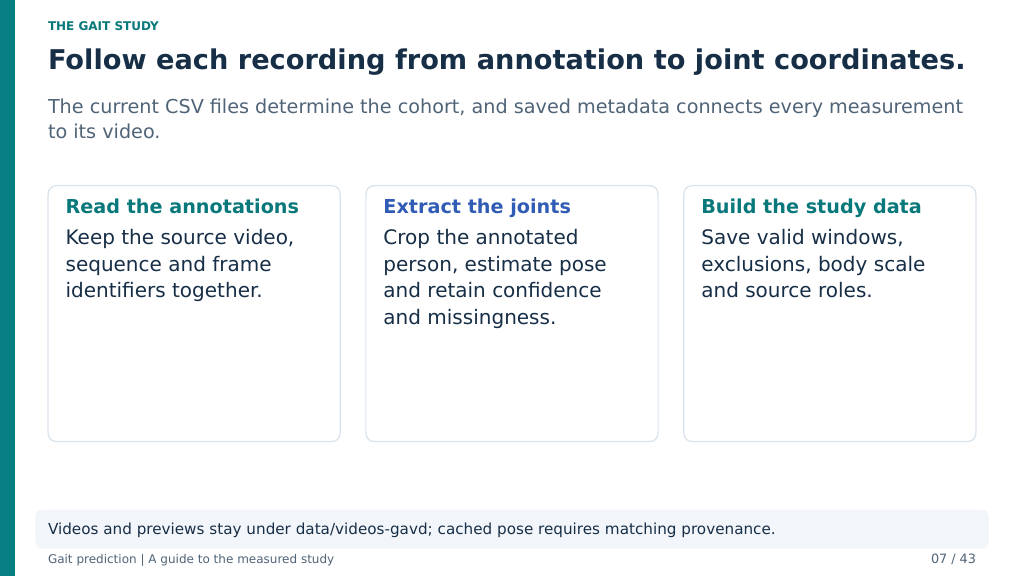 THE GAIT STUDY
Follow each recording from annotation to joint coordinates.
The current CSV files determine the cohort, and saved metadata connects every measurement
to its video.
Read the annotations
Keep the source video,
sequence and frame
identifiers together.
Extract the joints
Crop the annotated
person, estimate pose
and retain confidence
and missingness.
Build the study data
Save valid windows,
exclusions, body scale
and source roles.
Videos and previews stay under data/videos-gavd; cached pose requires matching provenance.
Gait prediction | A guide to the measured study
07 / 43